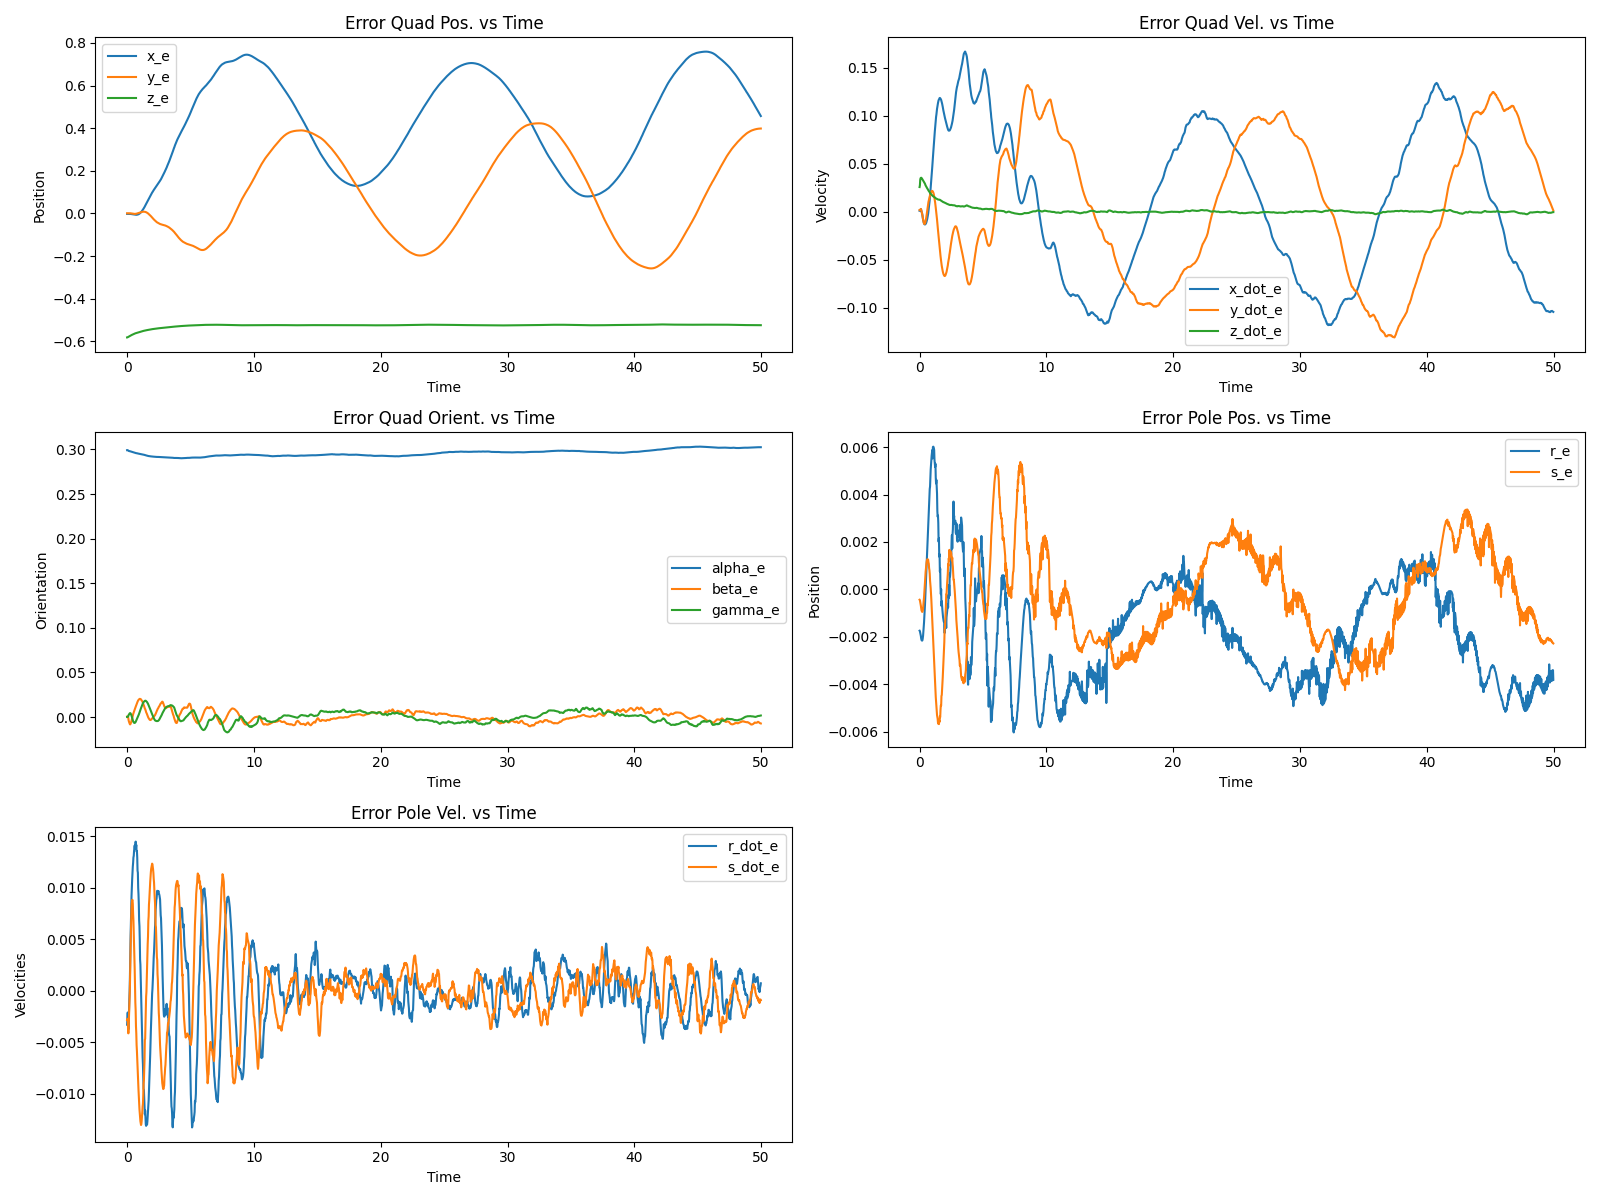 Error Quad Pos. vs Time
Position
0.8
0.6
0.4
0.2
0.0
−0.2
−0.4
−0.6
x_e
y_e
z_e
0 10 20 30 40 50
Time
Error Quad Vel. vs Time
Velocity
0.15
0.10
0.05
0.00
−0.05
−0.10
x_dot_e
y_dot_e
z_dot_e
0 10 20 30 40 50
Time
Error Quad Orient. vs Time
Orientation
0.30
0.25
0.20
0.15
0.10
0.05
0.00
alpha_e
beta_e
gamma_e
0 10 20 30 40 50
Time
Error Pole Pos. vs Time
Position
0.006
0.004
0.002
0.000
−0.002
−0.004
−0.006
r_e
s_e
0 10 20 30 40 50
Time
Error Pole Vel. vs Time
Velocities
0.015
0.010
0.005
0.000
−0.005
−0.010
r_dot_e
s_dot_e
0 10 20 30 40 50
Time